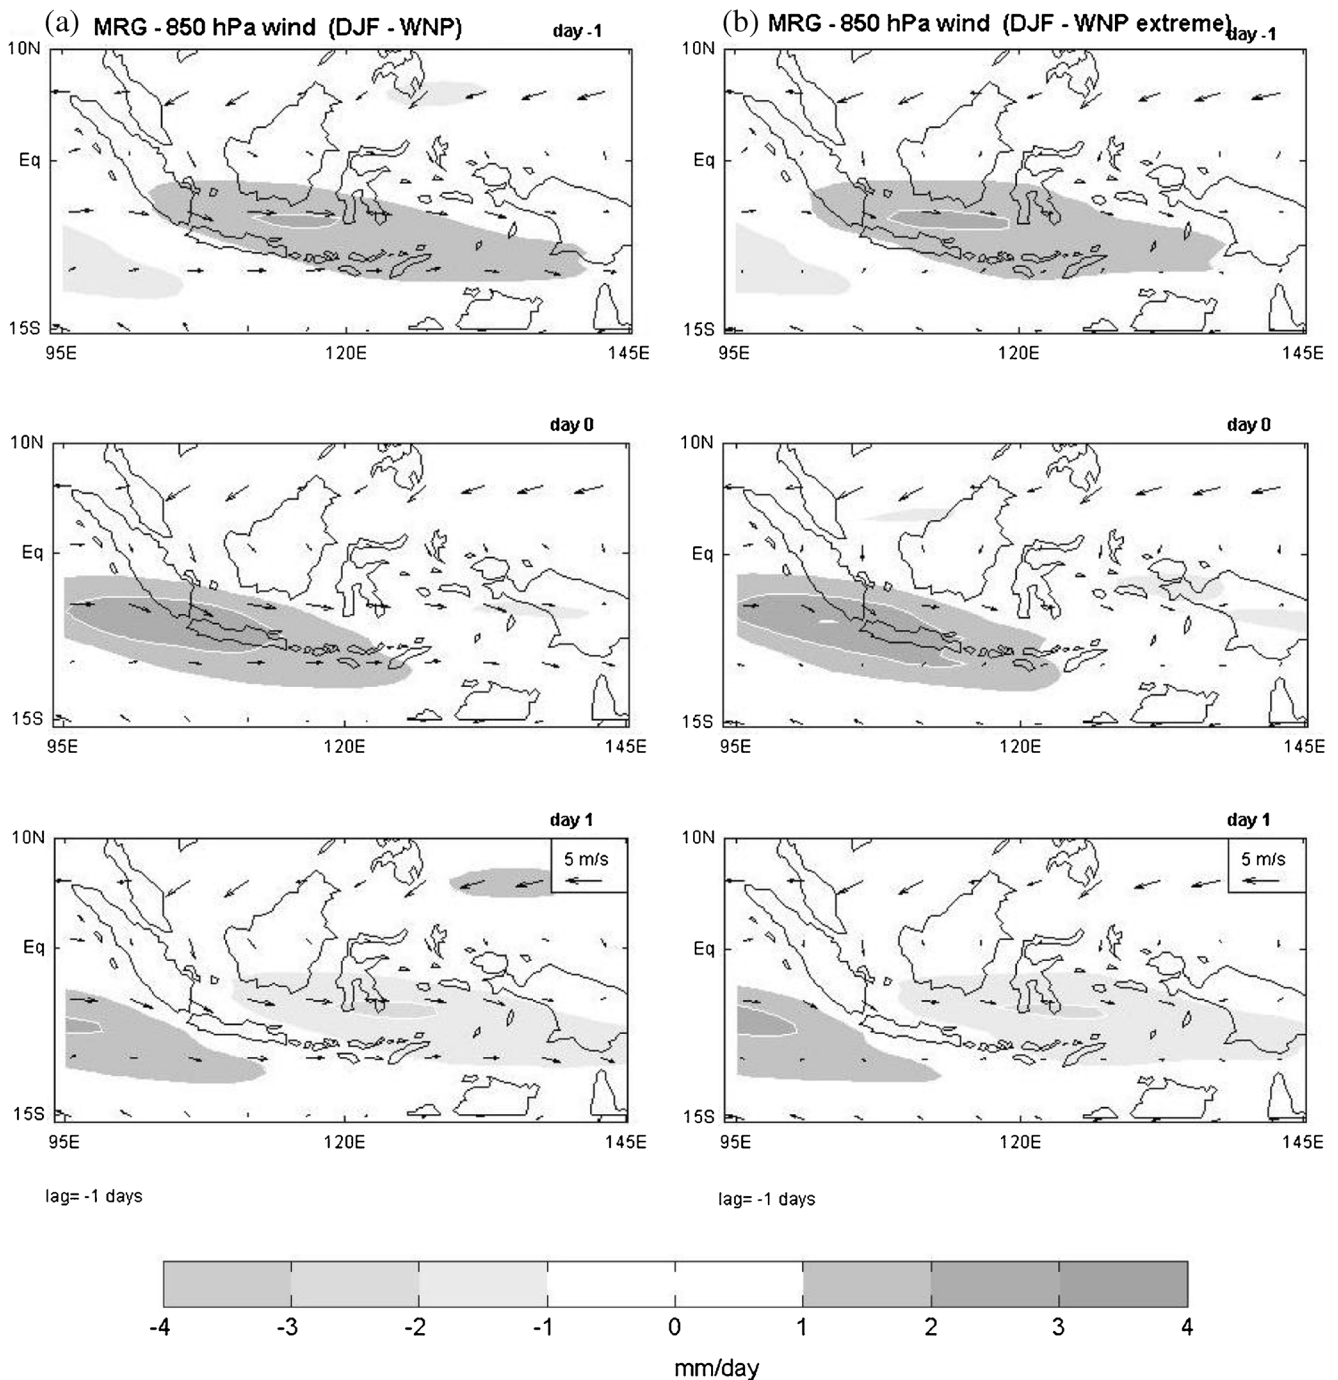 (a) MRG - 850 hPa wind (DJF - WNP)
day -1
10N
Eq
15S
95E 120E 145E
(b) MRG - 850 hPa wind (DJF - WNP extreme)
day -1
10N
Eq
15S
95E 120E 145E
day 0
10N
Eq
15S
95E 120E 145E
day 0
10N
Eq
15S
95E 120E 145E
day 1
5 m/s
10N
Eq
15S
95E 120E 145E
day 1
5 m/s
10N
Eq
15S
95E 120E 145E
lag= -1 days
lag= -1 days
-4 -3 -2 -1 0 1 2 3 4
mm/day